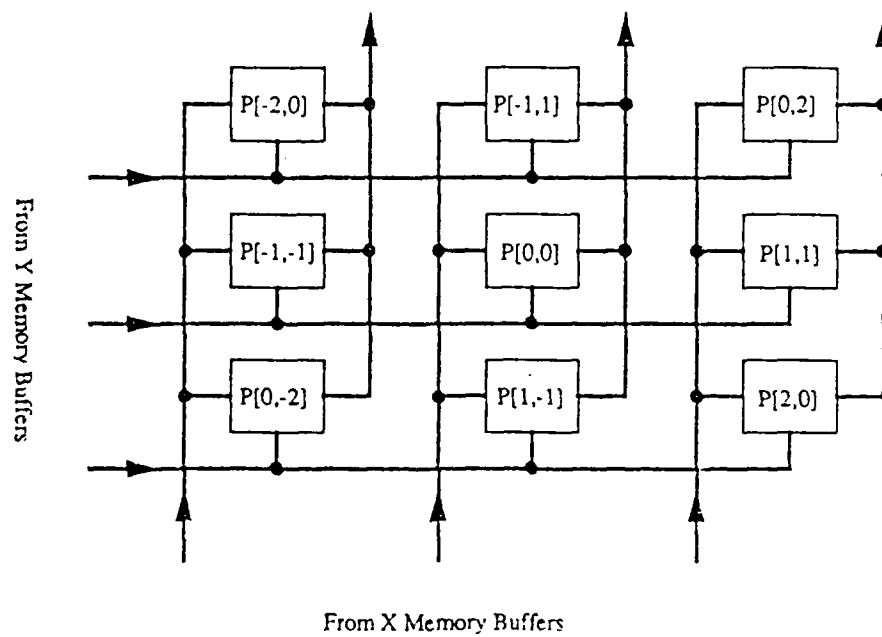 P[-2,0] P[-1,1] P[0,2]
P[-1,-1] P[0,0] P[1,1]
P[0,-2] P[1,-1] P[2,0]
From Y Memory Buffers
From X Memory Buffers